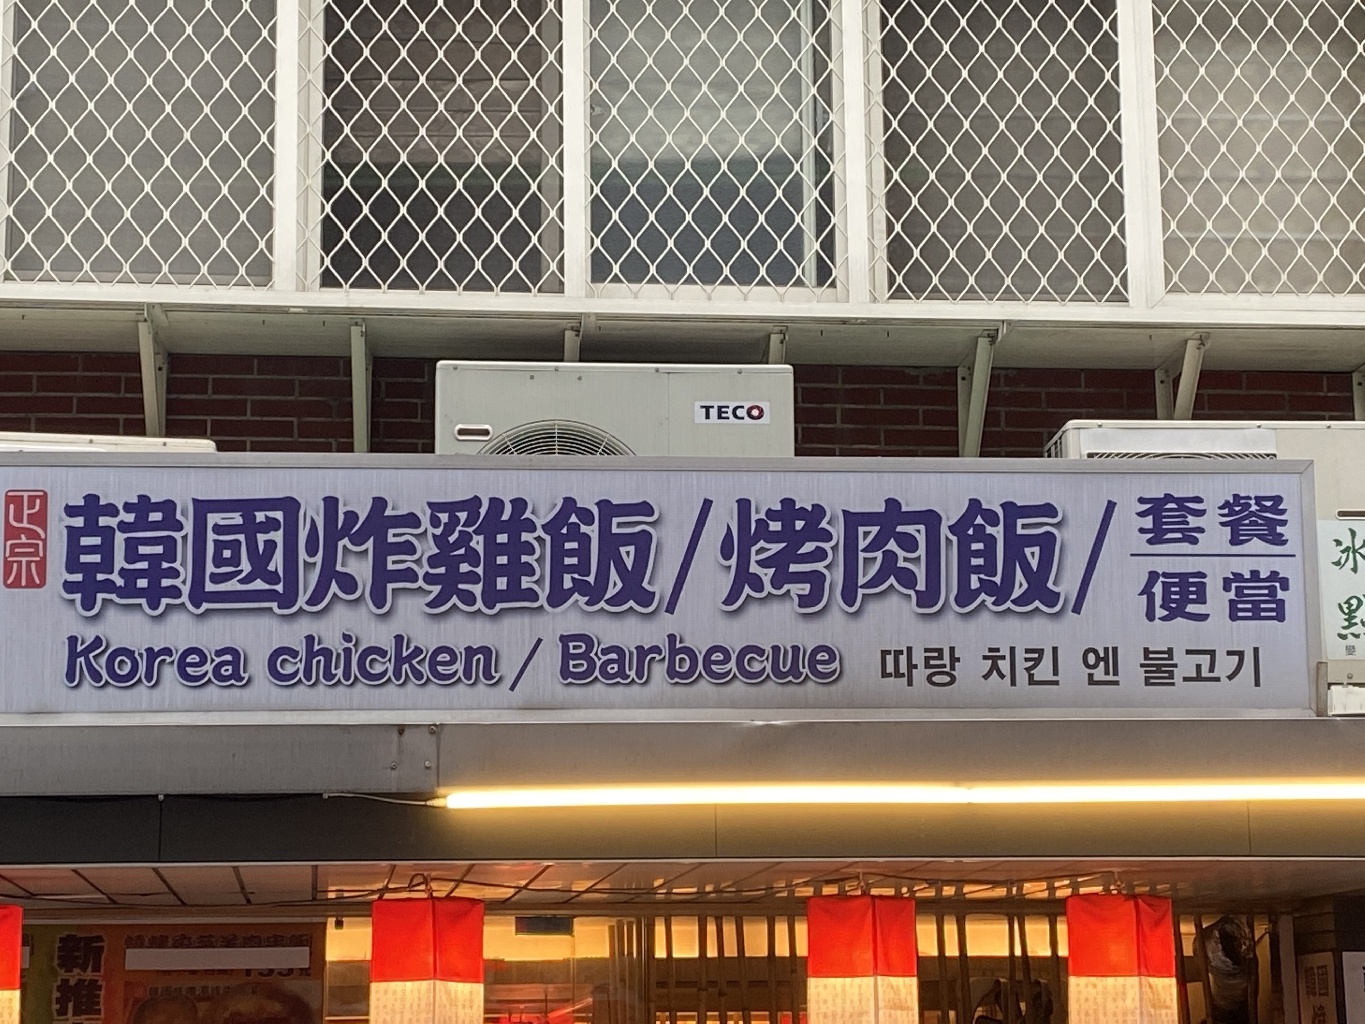 TECO
正宗
韓國炸雞飯/烤肉飯/套餐便當
Korea chicken / Barbecue
따랑 치킨 엔 불고기
新推